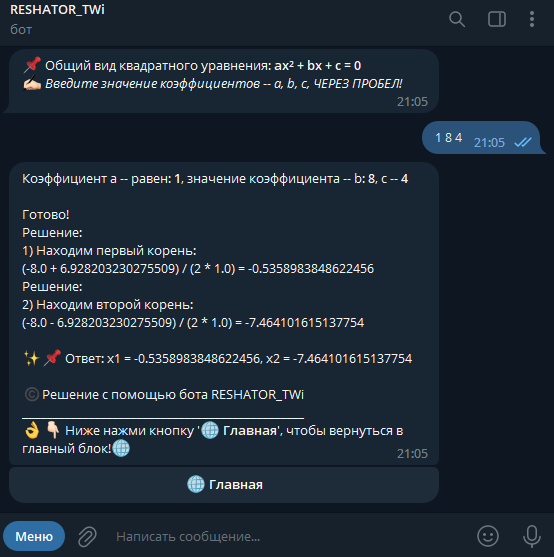 RESHATOR_TWi
бот
📌 Общий вид квадратного уравнения: ax² + bx + c = 0
✍🏻 Введите значение коэффициентов -- a, b, c, ЧЕРЕЗ ПРОБЕЛ!
21:05
1 8 4 21:05
Коэффициент a -- равен: 1, значение коэффициента -- b: 8, c -- 4
Готово!
Решение:
1) Находим первый корень:
(-8.0 + 6.928203230275509) / (2 * 1.0) = -0.5358983848622456
Решение:
2) Находим второй корень:
(-8.0 - 6.928203230275509) / (2 * 1.0) = -7.464101615137754
✨📌 Ответ: x1 = -0.5358983848622456, x2 = -7.464101615137754
©️ Решение с помощью бота RESHATOR_TWi
👌👇🏻 Ниже нажми кнопку '🌐 Главная', чтобы вернуться в
главный блок!🌐
21:05
🌐 Главная
Меню Написать сообщение...